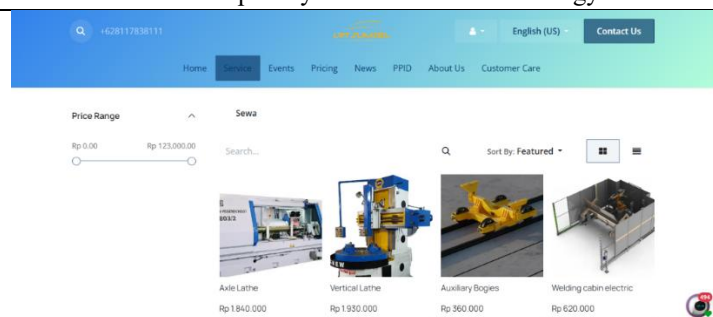 +628117838111
English (US)
Contact Us
Home Service Events Pricing News PPID About Us Customer Care
Price Range
Sewa
Rp 0.00 Rp 123,000.00
Search...
Sort By: Featured
Axle Lathe
Vertical Lathe
Auxiliary Bogies
Welding cabin electric
Rp 1.840.000
Rp 1.930.000
Rp 360.000
Rp 620.000